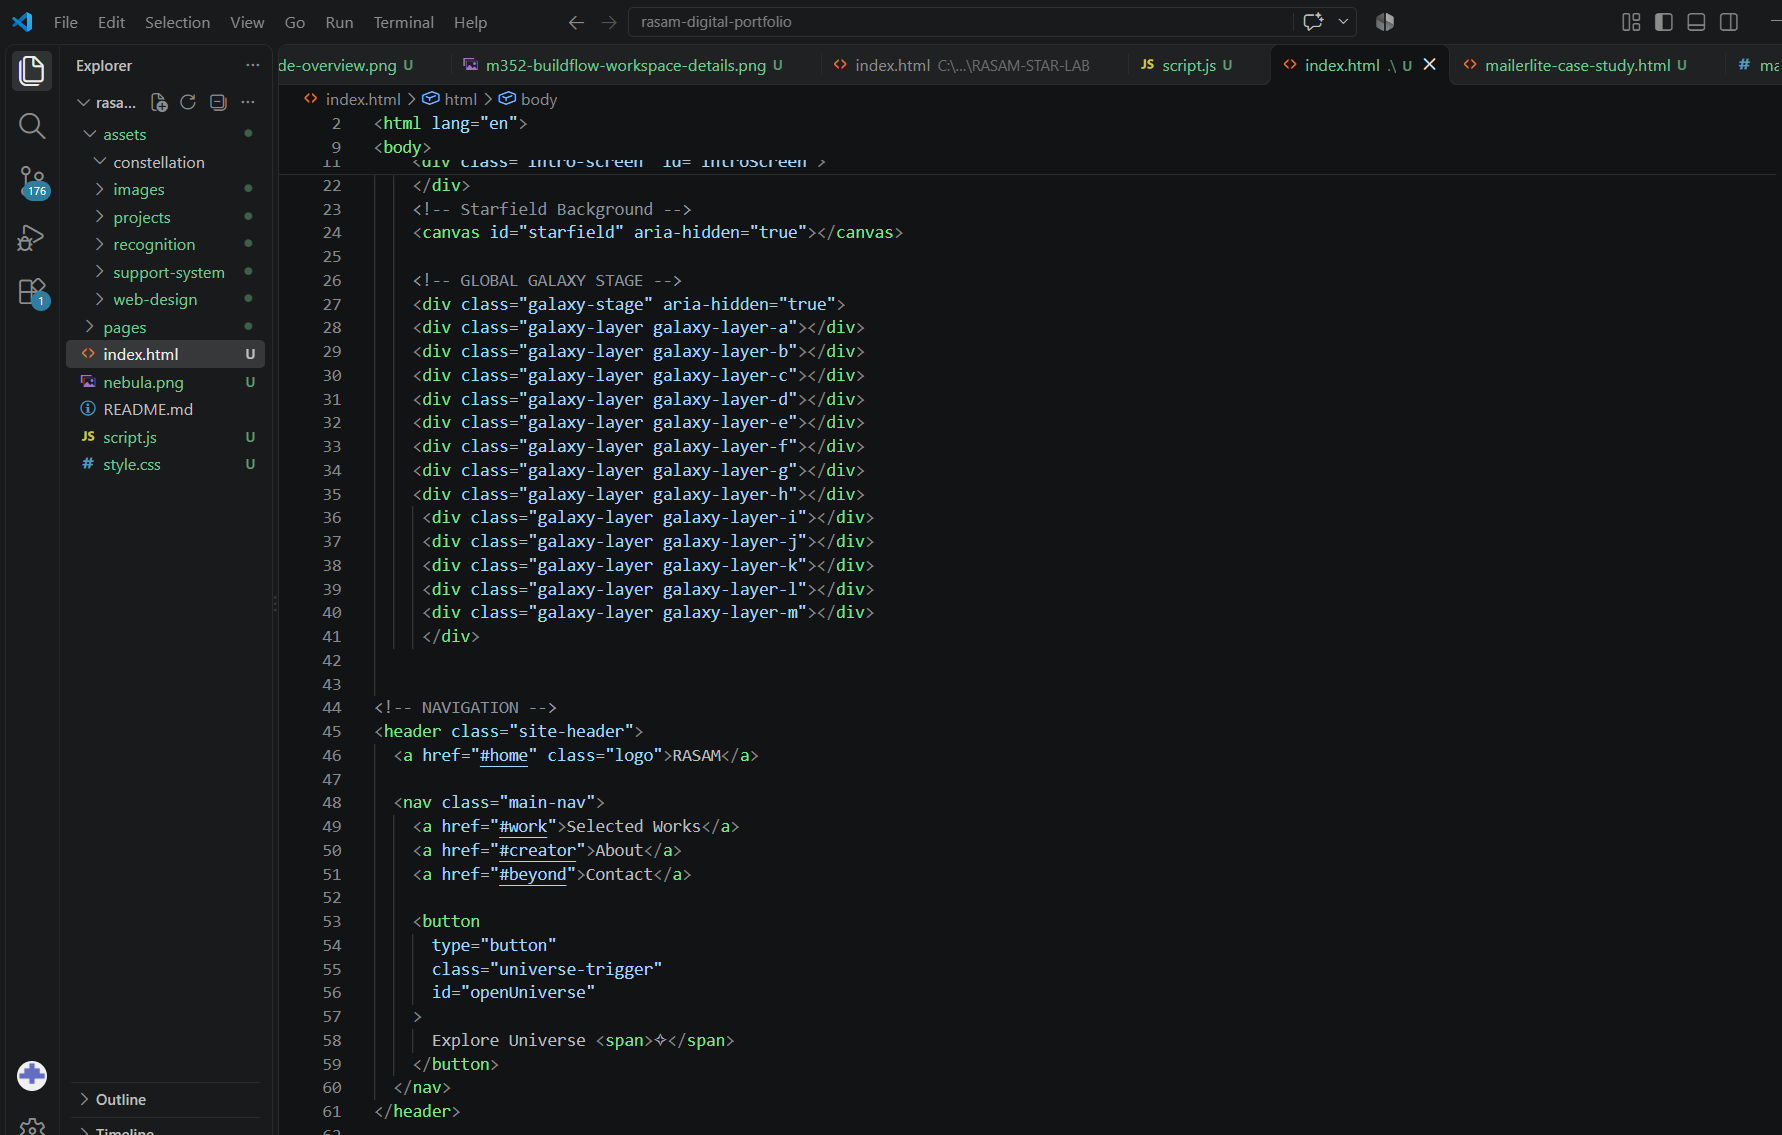 File Edit Selection View Go Run Terminal Help
rasam-digital-portfolio
Explorer
de-overview.png U
m352-buildflow-workspace-details.png U
index.html C:\...\RASAM-STAR-LAB
JS script.js U
index.html .\ U
mailerlite-case-study.html U
# ma
rasa...
index.html > html > body
assets
constellation
images
projects
recognition
support-system
web-design
pages
index.html U
nebula.png U
README.md
JS script.js U
# style.css U
176
1
Outline
Timeline
2 <html lang="en">
9 <body>
11 <div class="intro-screen" id="introScreen">
22 </div>
23 <!-- Starfield Background -->
24 <canvas id="starfield" aria-hidden="true"></canvas>
25
26 <!-- GLOBAL GALAXY STAGE -->
27 <div class="galaxy-stage" aria-hidden="true">
28 <div class="galaxy-layer galaxy-layer-a"></div>
29 <div class="galaxy-layer galaxy-layer-b"></div>
30 <div class="galaxy-layer galaxy-layer-c"></div>
31 <div class="galaxy-layer galaxy-layer-d"></div>
32 <div class="galaxy-layer galaxy-layer-e"></div>
33 <div class="galaxy-layer galaxy-layer-f"></div>
34 <div class="galaxy-layer galaxy-layer-g"></div>
35 <div class="galaxy-layer galaxy-layer-h"></div>
36 <div class="galaxy-layer galaxy-layer-i"></div>
37 <div class="galaxy-layer galaxy-layer-j"></div>
38 <div class="galaxy-layer galaxy-layer-k"></div>
39 <div class="galaxy-layer galaxy-layer-l"></div>
40 <div class="galaxy-layer galaxy-layer-m"></div>
41 </div>
42
43
44 <!-- NAVIGATION -->
45 <header class="site-header">
46 <a href="#home" class="logo">RASAM</a>
47
48 <nav class="main-nav">
49 <a href="#work">Selected Works</a>
50 <a href="#creator">About</a>
51 <a href="#beyond">Contact</a>
52
53 <button
54 type="button"
55 class="universe-trigger"
56 id="openUniverse"
57 >
58 Explore Universe <span>✧</span>
59 </button>
60 </nav>
61 </header>
62